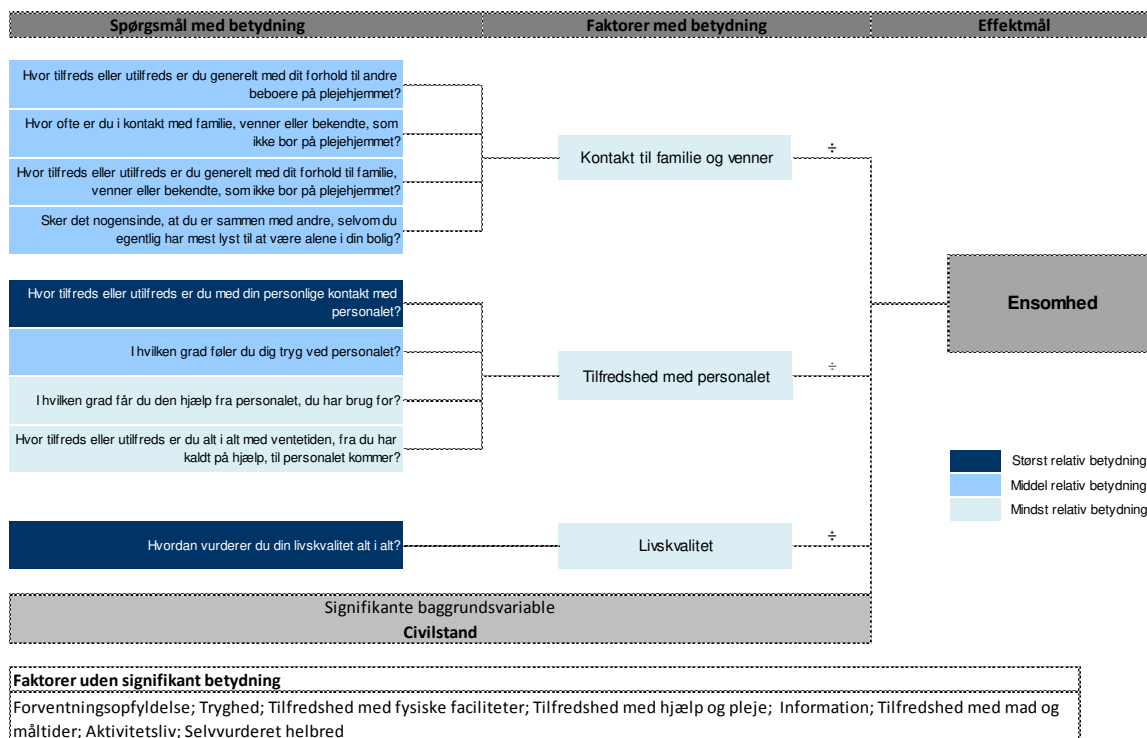 Spørgsmål med betydning
Faktorer med betydning
Effektmål
Hvor tilfreds eller utilfreds er du generelt med dit forhold til andre
beboere på plejehjemmet?
Hvor ofte er du i kontakt med familie, venner eller bekendte, som
ikke bor på plejehjemmet?
Hvor tilfreds eller utilfreds er du generelt med dit forhold til familie,
venner eller bekendte, som ikke bor på plejehjemmet?
Sker det nogensinde, at du er sammen med andre, selvom du
egentlig har mest lyst til at være alene i din bolig?
Kontakt til familie og venner
÷
Hvor tilfreds eller utilfreds er du med din personlige kontakt med
personalet?
I hvilken grad føler du dig tryg ved personalet?
I hvilken grad får du den hjælp fra personalet, du har brug for?
Hvor tilfreds eller utilfreds er du alt i alt med ventetiden, fra du har
kaldt på hjælp, til personalet kommer?
Tilfredshed med personalet
÷
Ensomhed
Størst relativ betydning
Middel relativ betydning
Mindst relativ betydning
Hvordan vurderer du din livskvalitet alt i alt?
Livskvalitet
÷
Signifikante baggrundsvariable
Civilstand
Faktorer uden signifikant betydning
Forventningsopfyldelse; Tryghed; Tilfredshed med fysiske faciliteter; Tilfredshed med hjælp og pleje; Information; Tilfredshed med mad og
måltider; Aktivitetsliv; Selvvurderet helbred